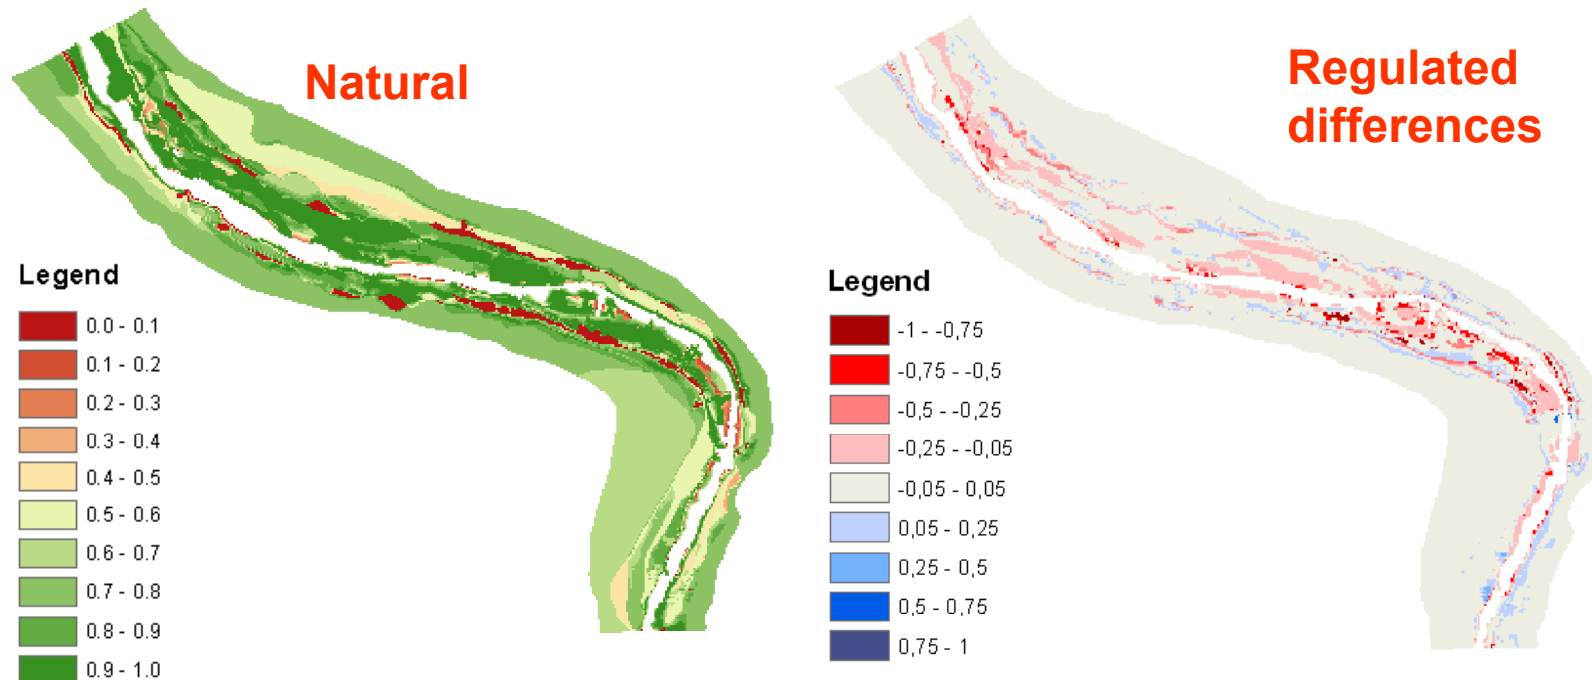 Natural
Legend
0.0 - 0.1
0.1 - 0.2
0.2 - 0.3
0.3 - 0.4
0.4 - 0.5
0.5 - 0.6
0.6 - 0.7
0.7 - 0.8
0.8 - 0.9
0.9 - 1.0
Regulated
differences
Legend
-1 - -0,75
-0,75 - -0,5
-0,5 - -0,25
-0,25 - -0,05
-0,05 - 0,05
0,05 - 0,25
0,25 - 0,5
0,5 - 0,75
0,75 - 1